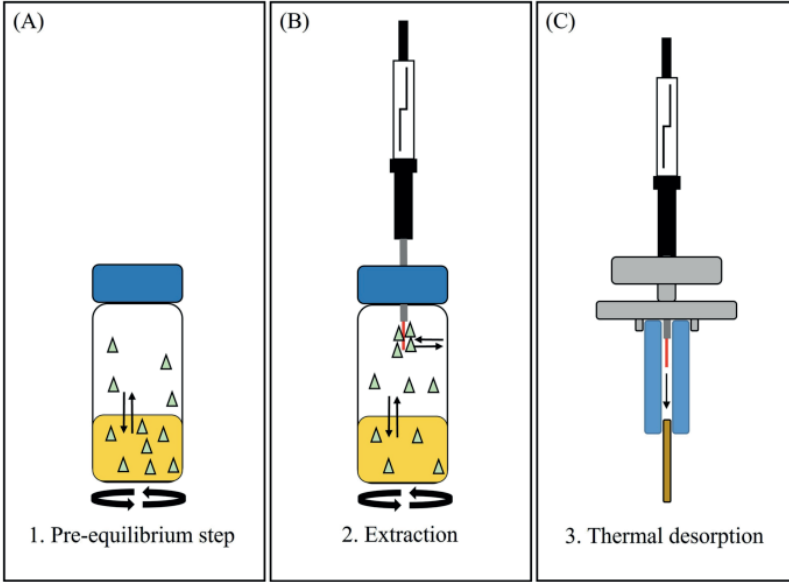 (A)
(B)
(C)
1. Pre-equilibrium step
2. Extraction
3. Thermal desorption